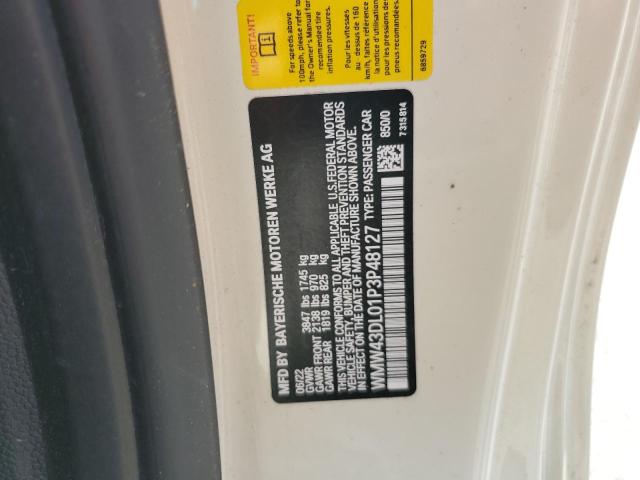 IMPORTANT!
For speeds above
100mph, please refer to
the Owner's Manual for
recomended tire
inflation pressures.
Pour les vitesses
au - dessus de 160
km/h, faites référence
la notice d'utilisation
pour les pressions de
pneus recommandées.
6859729
MFD BY BAYERISCHE MOTOREN WERKE AG
06/22
GVWR 3847 lbs 1745 kg
GAWR FRONT 2138 lbs 970 kg
GAWR REAR 1819 lbs 825 kg
THIS VEHICLE CONFORMS TO ALL APPLICABLE U.S.FEDERAL MOTOR
VEHICLE SAFETY, BUMPER AND THEFT PREVENTION STANDARDS
IN EFFECT ON THE DATE OF MANUFACTURE SHOWN ABOVE.
WMW43DL01P3P48127 TYPE: PASSENGER CAR
850/0
7 315 814